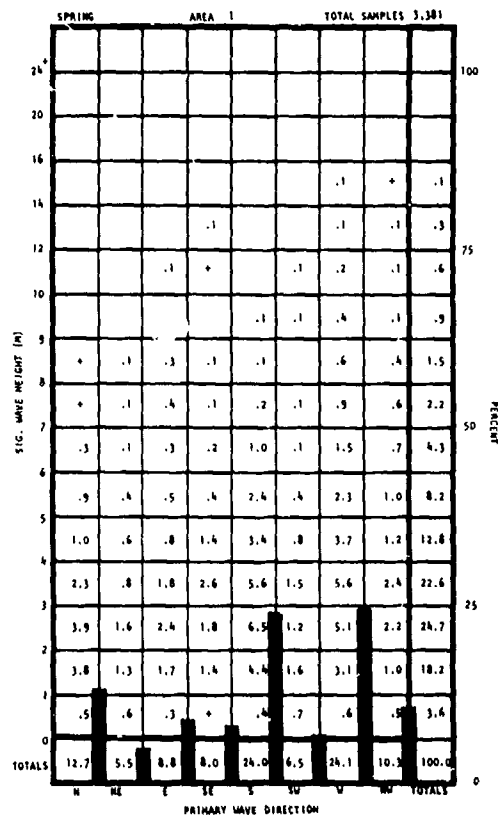 SPRING AREA 1 TOTAL SAMPLES 3,381
24+ 100
20
16
.1 + .1
14
.1 .1 .1 .3
12 75
.1 + .1 .2 .1 .6
10
.1 .1 .4 .1 .9
9
+ .1 .3 .1 .1 .6 .4 1.5
8
+ .1 .4 .1 .2 .1 .9 .6 2.2
7 50
.3 .1 .3 .2 1.0 .1 1.5 .7 4.3
6
.9 .4 .5 .4 2.4 .4 2.3 1.0 8.2
5
1.0 .6 .8 1.4 3.4 .8 3.7 1.2 12.8
4
2.3 .8 1.8 2.6 5.6 1.5 5.6 2.4 22.6
3 25
3.9 1.6 2.4 1.8 6.5 1.2 5.1 2.2 24.7
2
3.8 1.3 1.7 1.4 4.4 1.6 3.1 1.0 18.2
1
.5 .6 .3 + .4 .7 .6 .5 3.4
0
TOTALS 12.7 5.5 8.8 8.0 24.0 6.5 24.1 10.3 100.0
0
N NE E SE S SW W NW TOTALS
PRIMARY WAVE DIRECTION
SIG. WAVE HEIGHT (M)
PERCENT